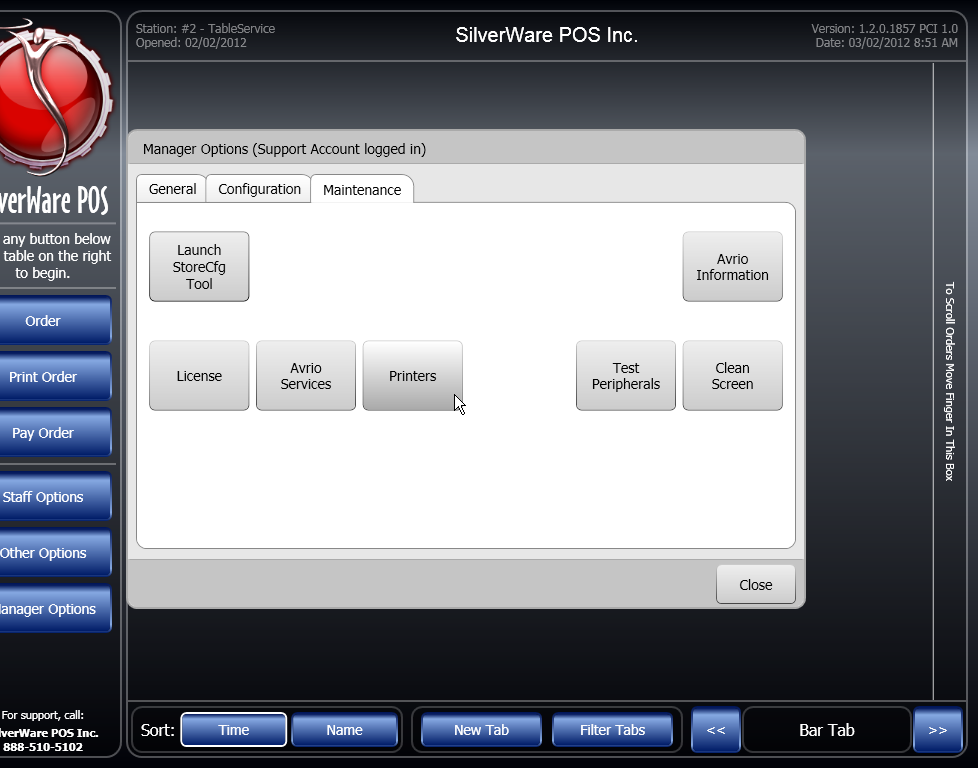 Station: #2 - TableService
Opened: 02/02/2012
SilverWare POS Inc.
Version: 1.2.0.1857 PCI 1.0
Date: 03/02/2012 8:51 AM
verWare POS
any button below
table on the right
to begin.
Order
Print Order
Pay Order
Staff Options
Other Options
anager Options
For support, call:
lverWare POS Inc.
888-510-5102
Manager Options (Support Account logged in)
General
Configuration
Maintenance
Launch
StoreCfg
Tool
Avrio
Information
License
Avrio
Services
Printers
Test
Peripherals
Clean
Screen
Close
To Scroll Orders Move Finger In This Box
Sort:
Time
Name
New Tab
Filter Tabs
<<
Bar Tab
>>